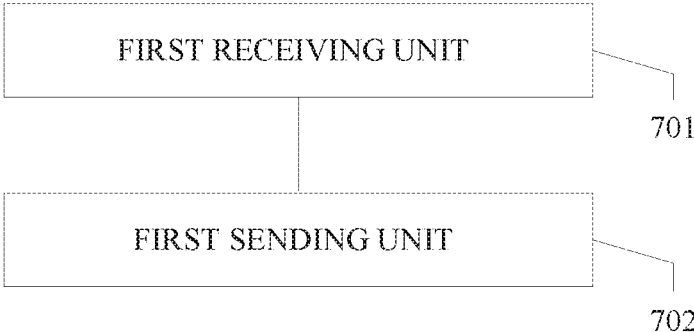 FIRST RECEIVING UNIT
701
FIRST SENDING UNIT
702